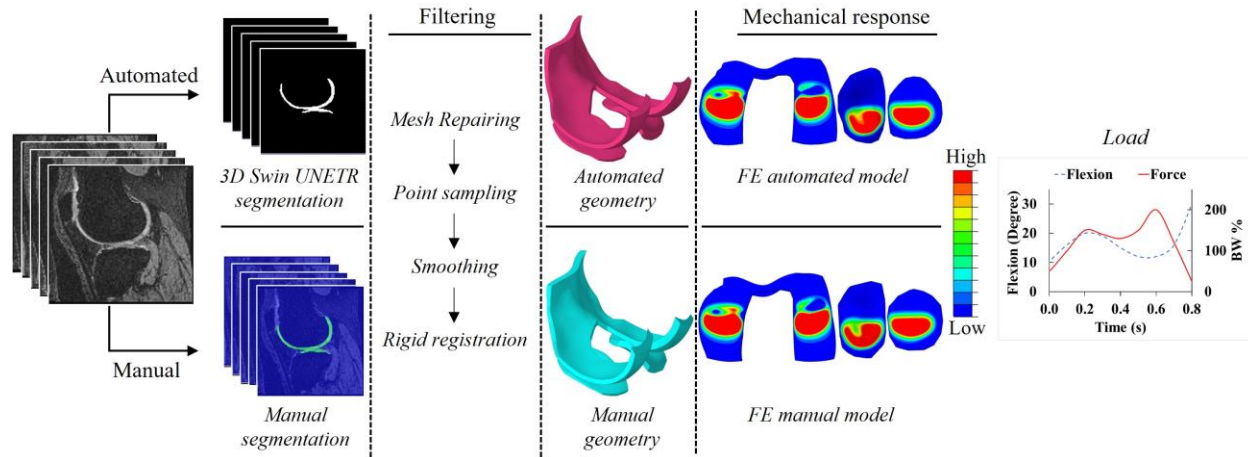 Automated
Manual
3D Swin UNETR
segmentation
Manual
segmentation
Filtering
Mesh Repairing
Point sampling
Smoothing
Rigid registration
Automated
geometry
Manual
geometry
Mechanical response
FE automated model
FE manual model
High
Low
Load
Flexion Force
Flexion (Degree)
30
20
10
0
200
100
0
BW %
0.0 0.2 0.4 0.6 0.8
Time (s)